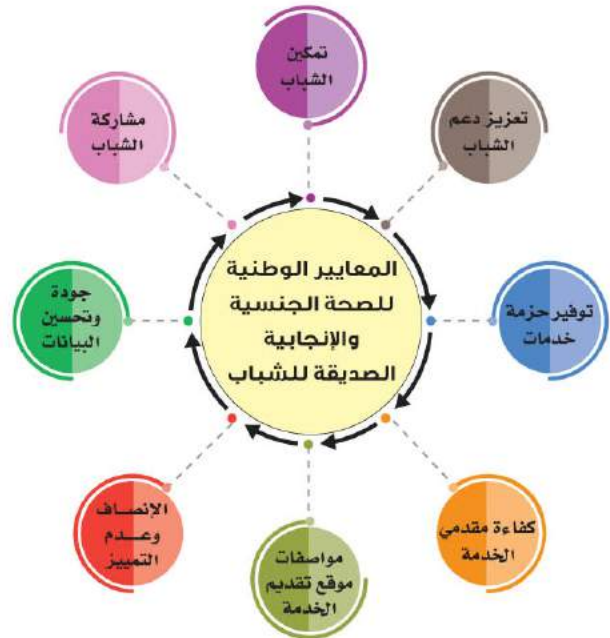 تمكين
الشباب
تعزيز دعم
الشباب
توفير حزمة
خدمات
كفاءة مقدمي
الخدمة
مواصفات
موقع تقديم
الخدمة
الإنصاف
وعدم
التمييز
جودة
وتحسين
البيانات
مشاركة
الشباب
المعايير الوطنية
للصحة الجنسية
والإنجابية
الصديقة للشباب